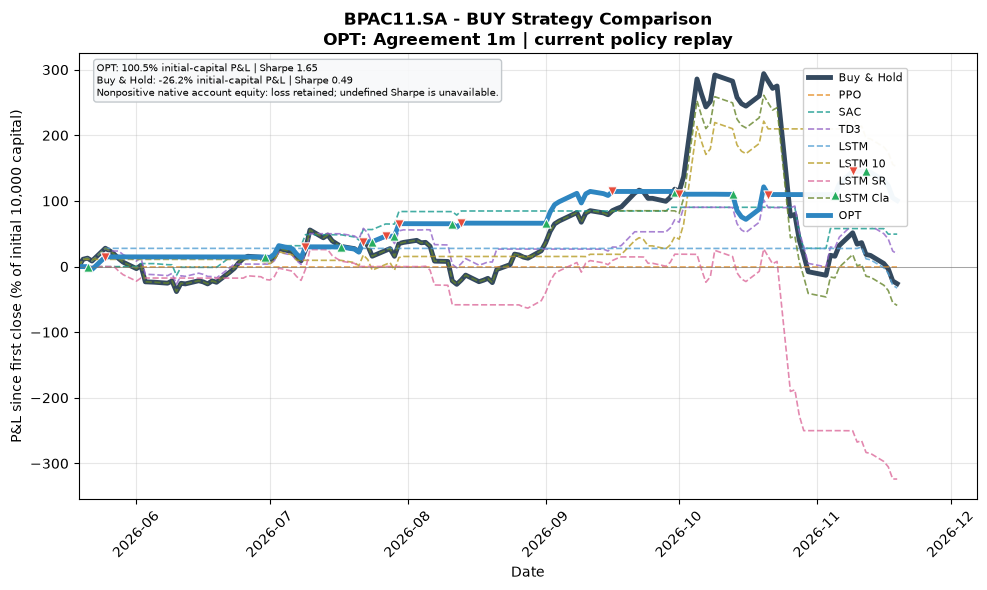 BPAC11.SA - BUY Strategy Comparison
OPT: Agreement 1m | current policy replay
OPT: 100.5% initial-capital P&L | Sharpe 1.65
Buy & Hold: -26.2% initial-capital P&L | Sharpe 0.49
Nonpositive native account equity: loss retained; undefined Sharpe is unavailable.
Buy & Hold
PPO
SAC
TD3
LSTM
LSTM 10
LSTM SR
LSTM Cla
OPT
P&L since first close (% of initial 10,000 capital)
300
200
100
0
−100
−200
−300
2026-06
2026-07
2026-08
2026-09
2026-10
2026-11
2026-12
Date